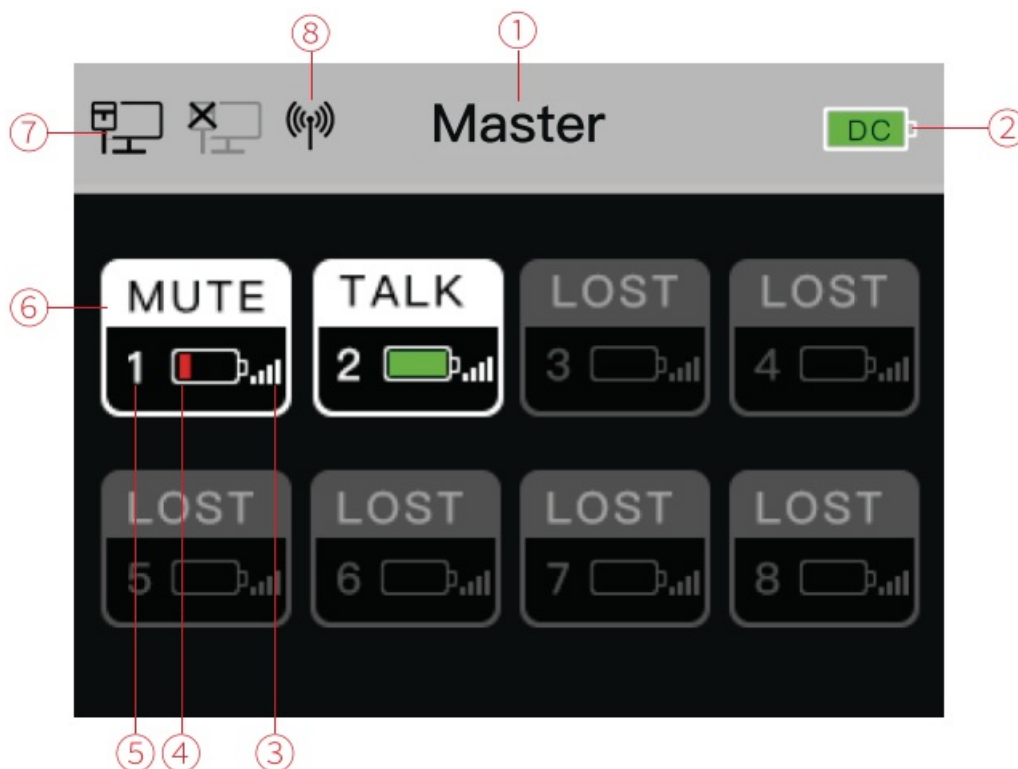 ⑧ ①
⑦ Master DC ②
⑥ MUTE TALK LOST LOST
1 2 3 4
LOST LOST LOST LOST
5 6 7 8
⑤ ④ ③